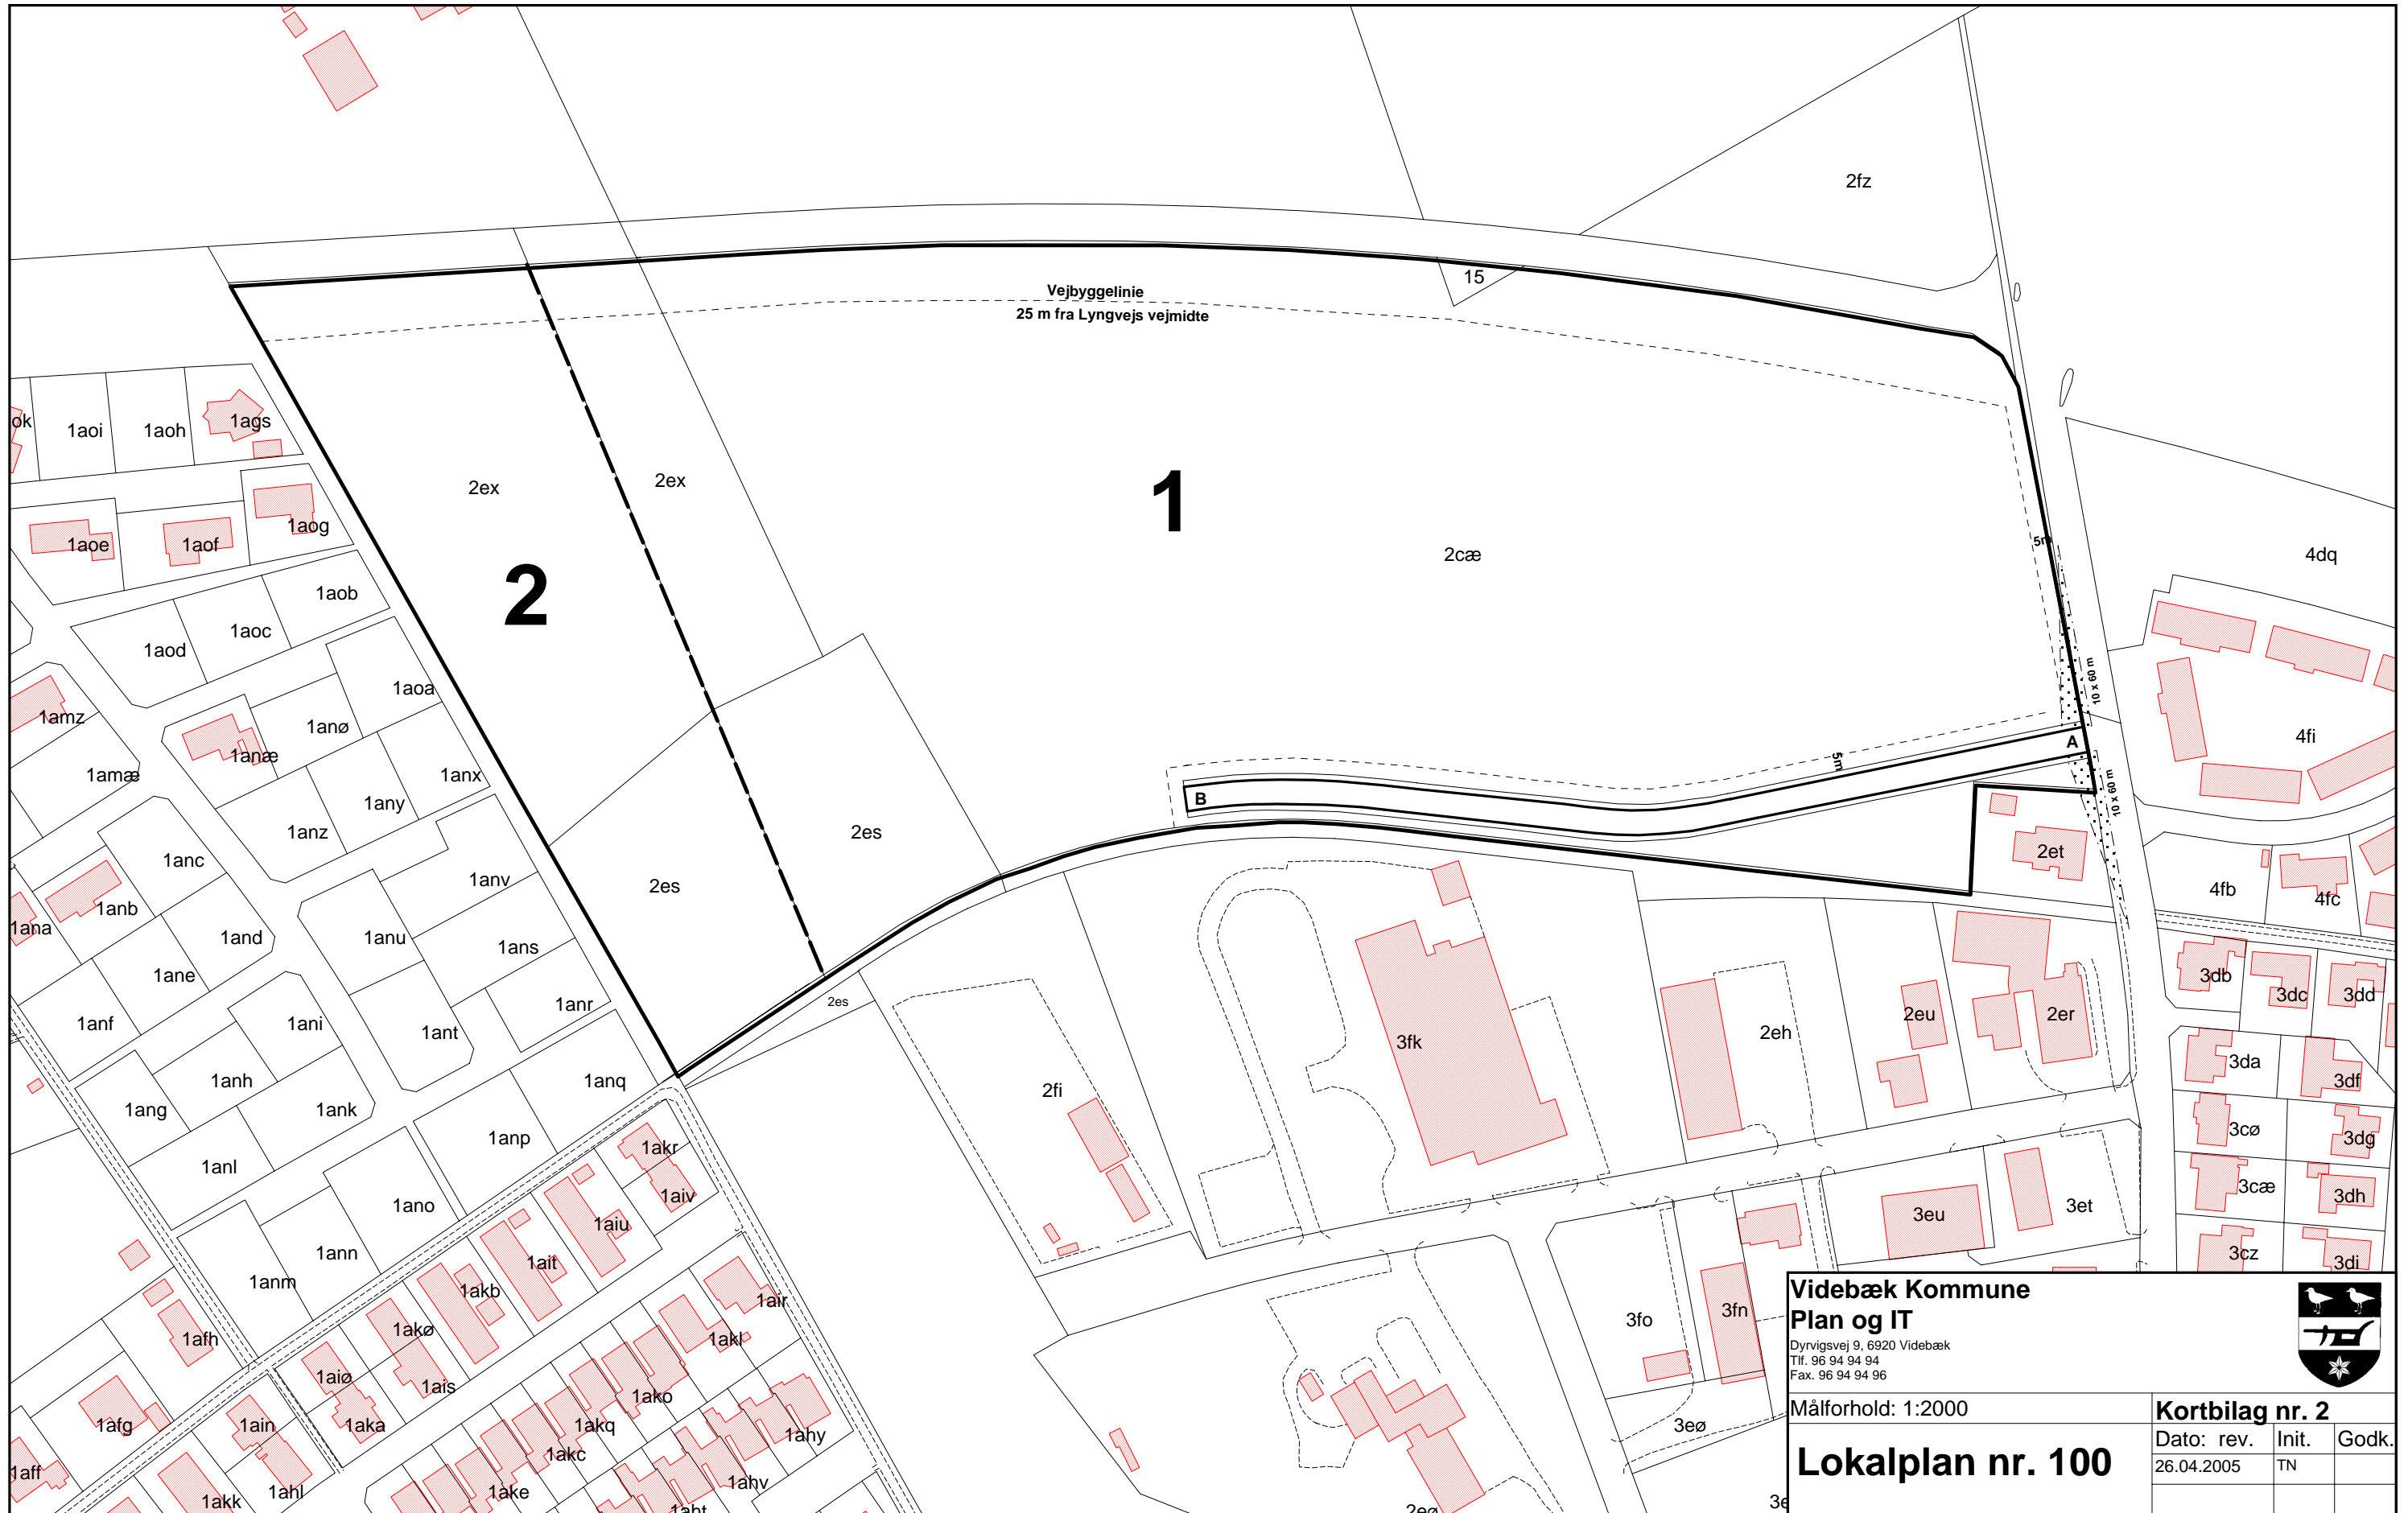 2fz
15
Vejbyggelinie
25 m fra Lyngvejs vejmidte
1
2
2ex
2ex
2cæ
ok
1aoi
1aoh
1ags
1aoe
1aof
1aog
1aob
1aoc
1aod
1aoa
1anø
1anæ
1amz
1amæ
1anx
1any
1anz
1anc
1anb
1ana
1and
1ane
1anf
1anv
1anu
1ans
1anr
1ant
1ani
1anh
1ang
1ank
1anl
1anq
1anp
1ano
1ann
1anm
2es
2es
2es
5m
10 x 60 m
A
5m
B
10 x 60 m
4dq
4fi
2et
4fb
4fc
3db
3dc
3dd
2er
2eu
2eh
3fk
2fi
3da
3df
3cø
3dg
3cæ
3dh
3cz
3di
3et
3eu
3fn
3fo
3eø
3e
2eø
1akr
1aiv
1aiu
1ait
1akb
1akø
1ais
1aiø
1aka
1air
1akl
1ako
1akq
1akc
1ake
1ahy
1ahv
1aht
1afh
1afg
1aff
1ain
1ahl
1akk
Videbæk Kommune
Plan og IT
Dyrvigsvej 9, 6920 Videbæk
Tlf. 96 94 94 94
Fax. 96 94 94 96
Målforhold: 1:2000
Kortbilag nr. 2
Dato: rev. Init. Godk.
26.04.2005 TN
Lokalplan nr. 100